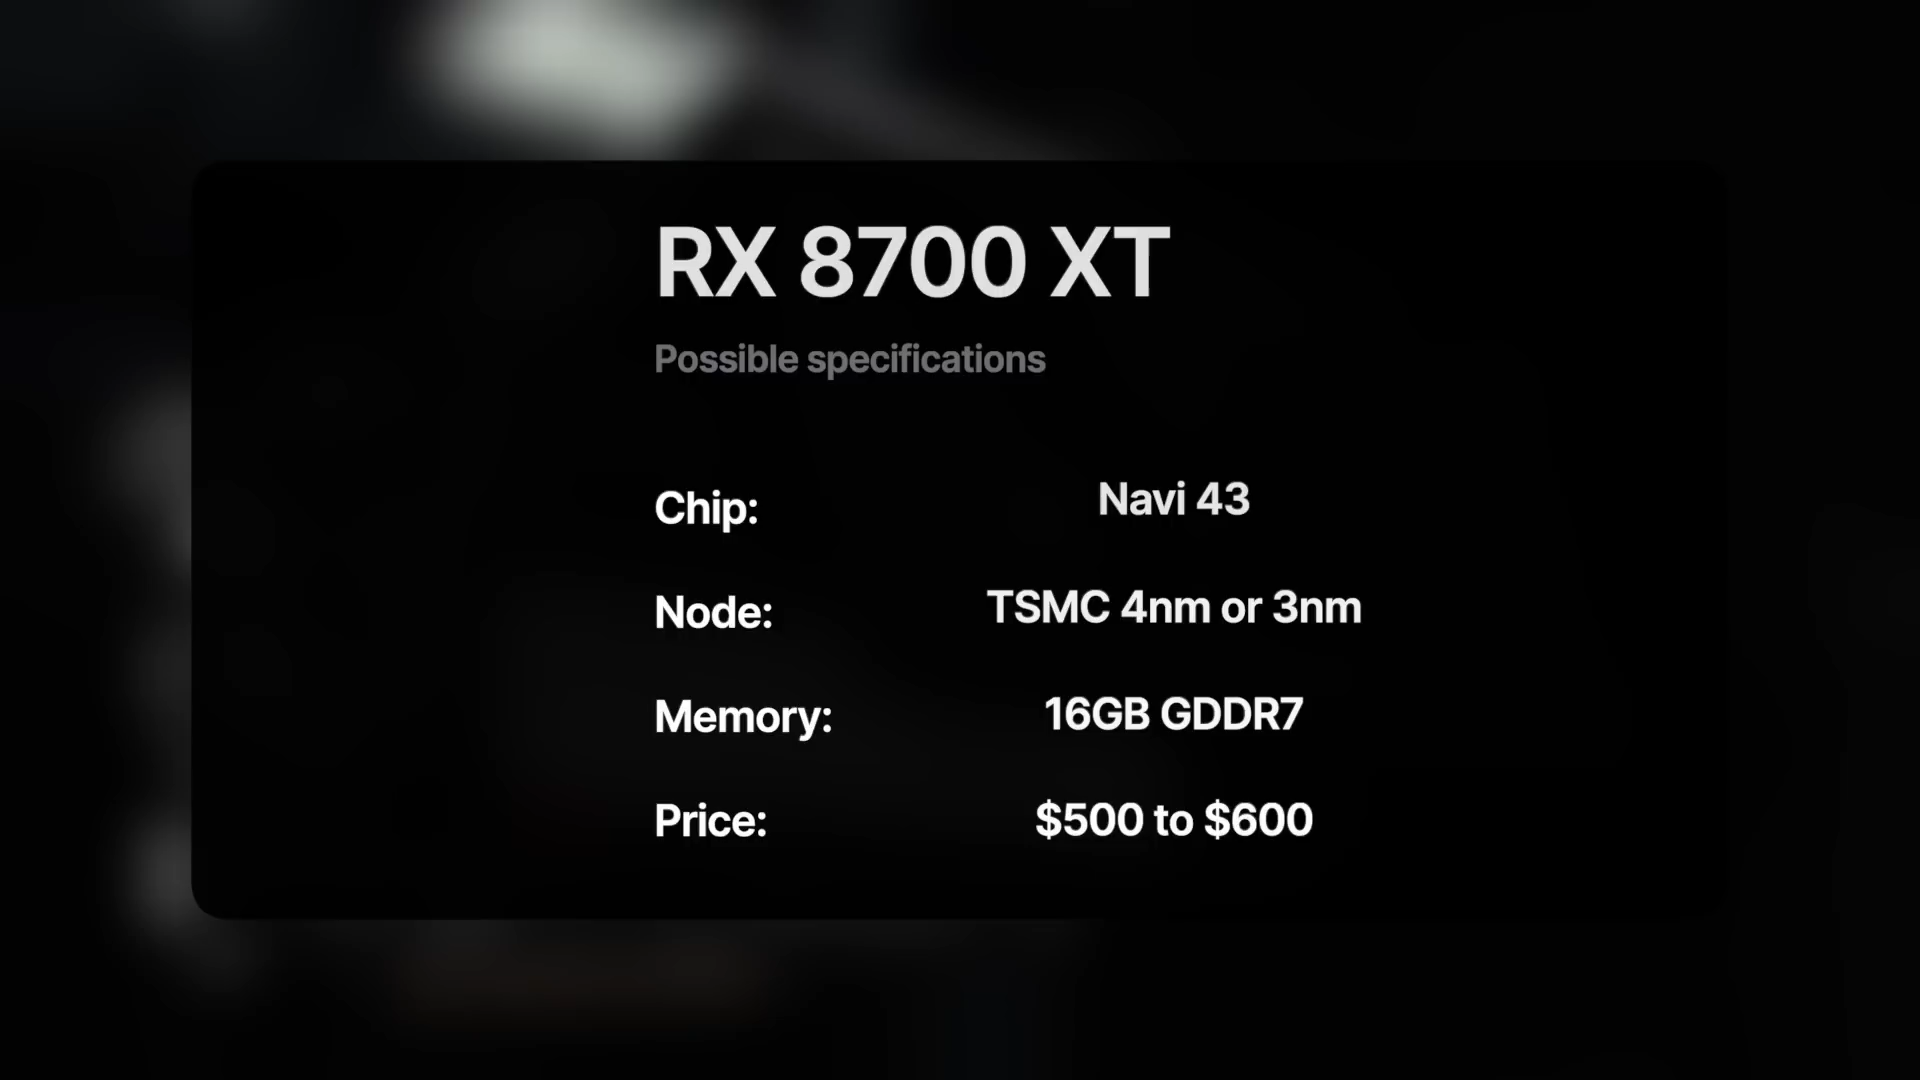 RX 8700 XT
Possible specifications
Chip: Navi 43
Node: TSMC 4nm or 3nm
Memory: 16GB GDDR7
Price: $500 to $600